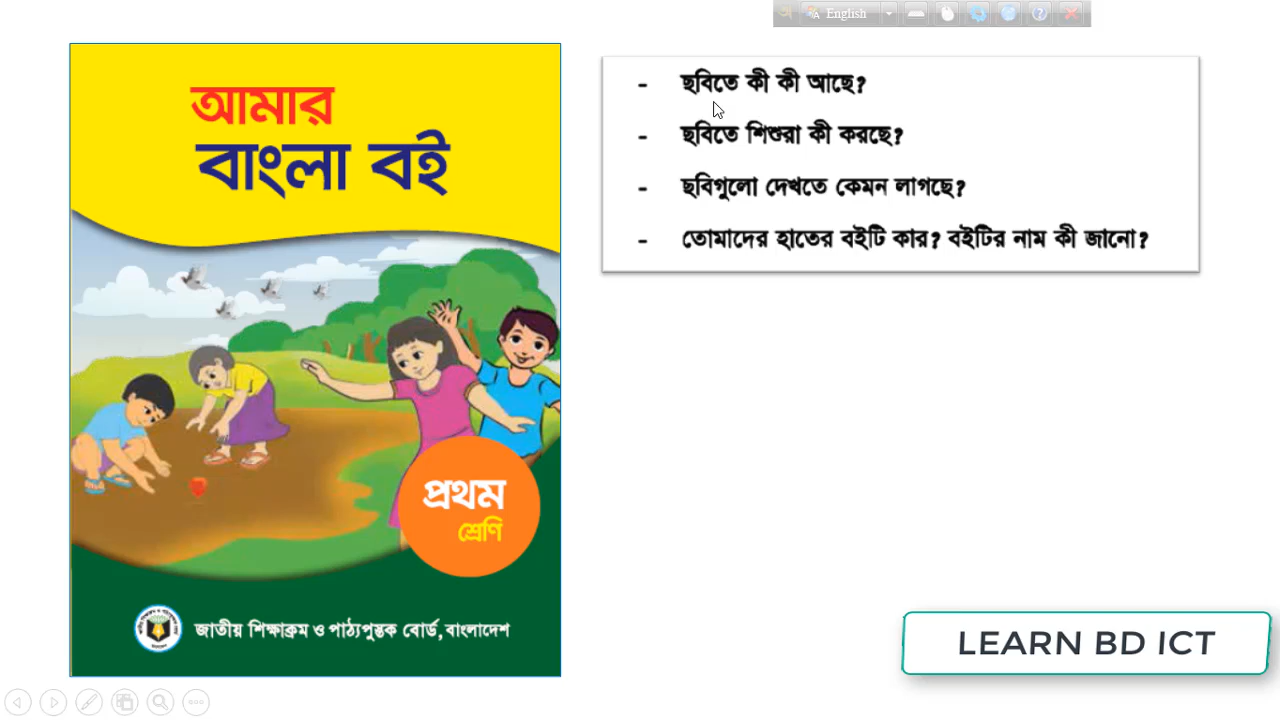 English
আমার
বাংলা বই
প্রথম
শ্রেণি
জাতীয় শিক্ষাক্রম ও পাঠ্যপুস্তক বোর্ড, বাংলাদেশ
- ছবিতে কী কী আছে?
- ছবিতে শিশুরা কী করছে?
- ছবিগুলো দেখতে কেমন লাগছে?
- তোমাদের হাতের বইটি কার? বইটির নাম কী জানো?
LEARN BD ICT